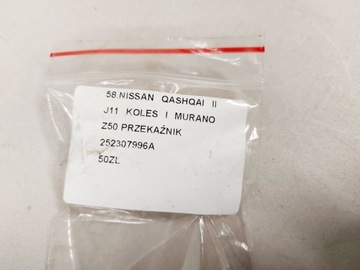 58,NISSAN QASHQAI II
J11 KOLES I MURANO
Z50 PRZEKAŹNIK
252307996A
50ZL